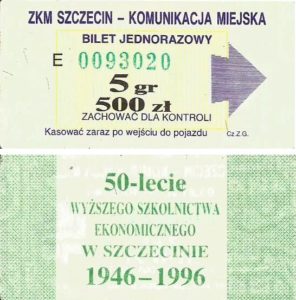 ZKM SZCZECIN – KOMUNIKACJA MIEJSKA
BILET JEDNORAZOWY
E 0093020
5 gr
500 zł
ZACHOWAĆ DLA KONTROLI
Kasować zaraz po wejściu do pojazdu Cz.Z.G.
50-lecie
WYŻSZEGO SZKOLNICTWA
EKONOMICZNEGO
W SZCZECINIE
1946–1996